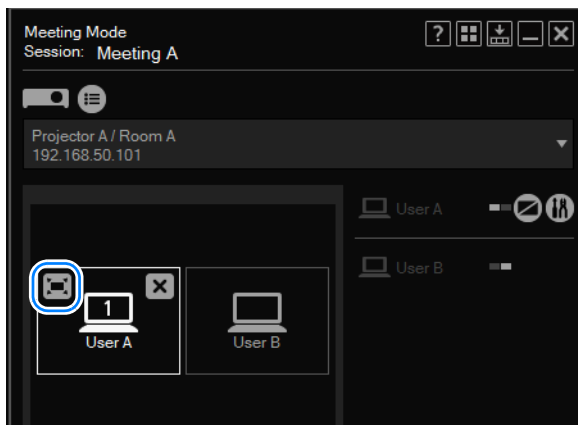 Meeting Mode
Session: Meeting A
?
Projector A / Room A
192.168.50.101
User A
User B
1
User A
User B